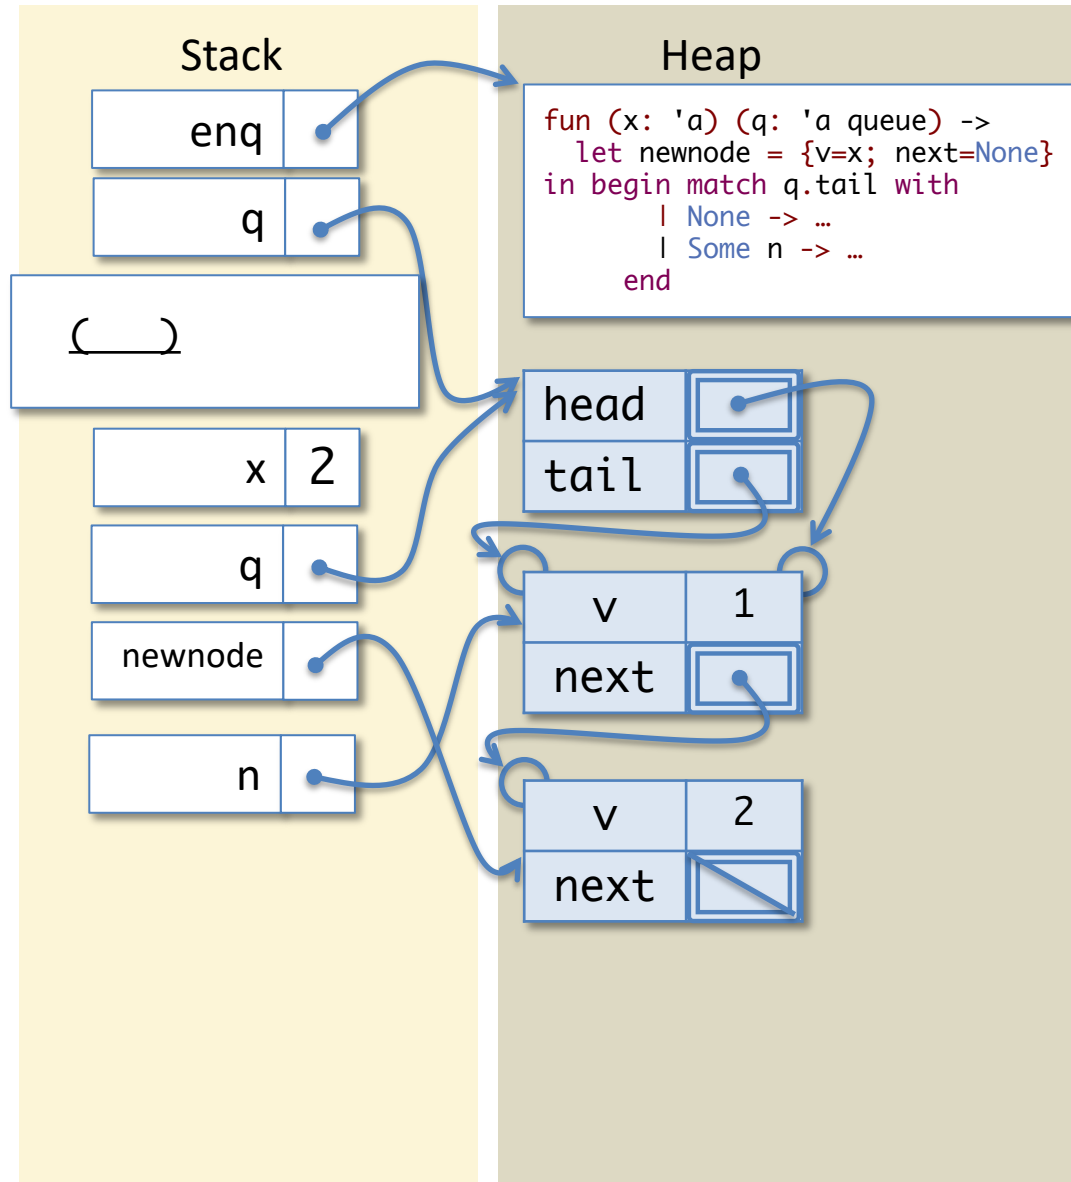 Stack
Heap
enq
q
(   )
x 2
q
newnode
n
fun (x: 'a) (q: 'a queue) ->
  let newnode = {v=x; next=None}
in begin match q.tail with
       | None -> …
       | Some n -> …
     end
head
tail
v 1
next
v 2
next